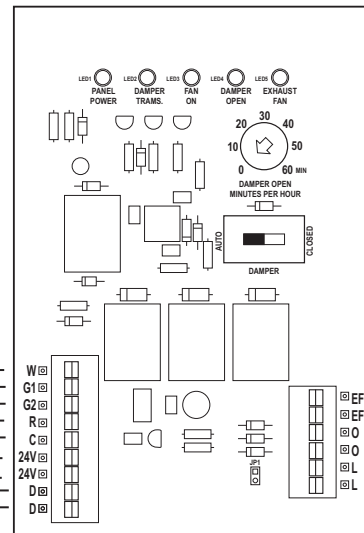 LED1 LED2 LED3 LED4 LED5
PANEL POWER
DAMPER TRAMS.
FAN ON
DAMPER OPEN
EXHAUST FAN
0 10 20 30 40 50 60 MIN
DAMPER OPEN
MINUTES PER HOUR
AUTO
CLOSED
DAMPER
W
G1
G2
R
C
24V
24V
D
D
JP1
EF
EF
O
O
L
L